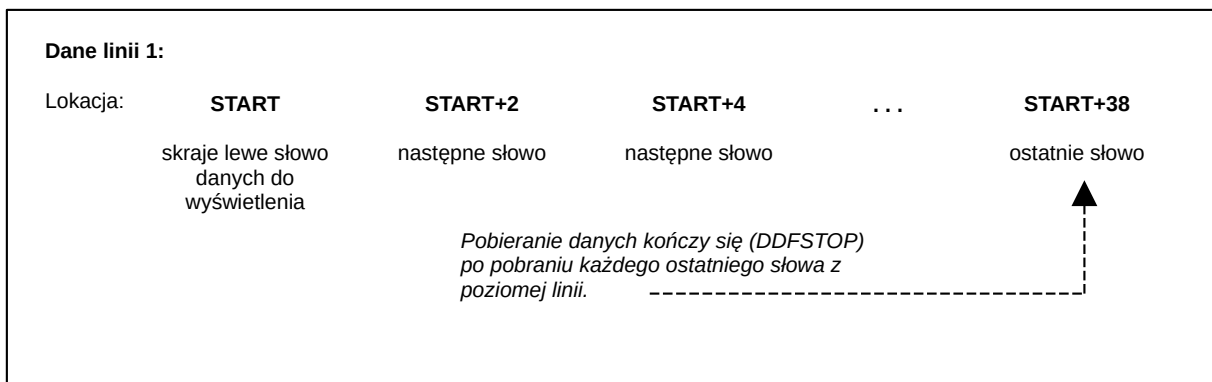 Dane linii 1:
Lokacja: START START+2 START+4 . . . START+38
skraje lewe słowo danych do wyświetlenia
następne słowo
następne słowo
ostatnie słowo
Pobieranie danych kończy się (DDFSTOP)
po pobraniu każdego ostatniego słowa z
poziomej linii.